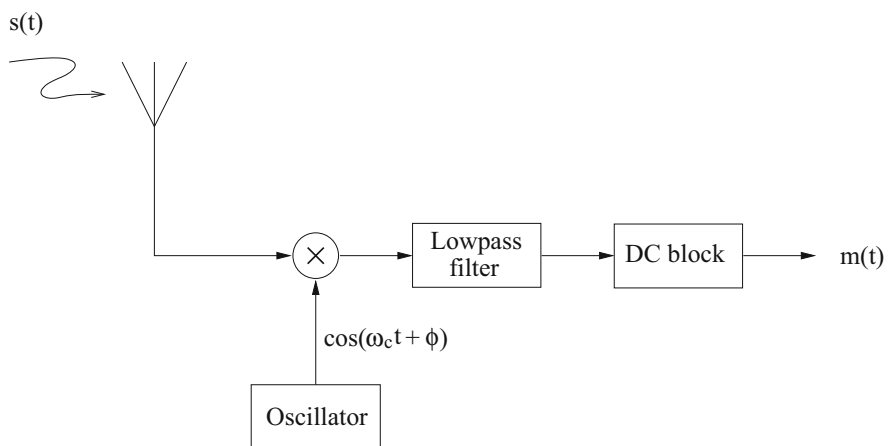 s(t)
Lowpass
filter
DC block
m(t)
×
cos(ω_c t + ϕ)
Oscillator